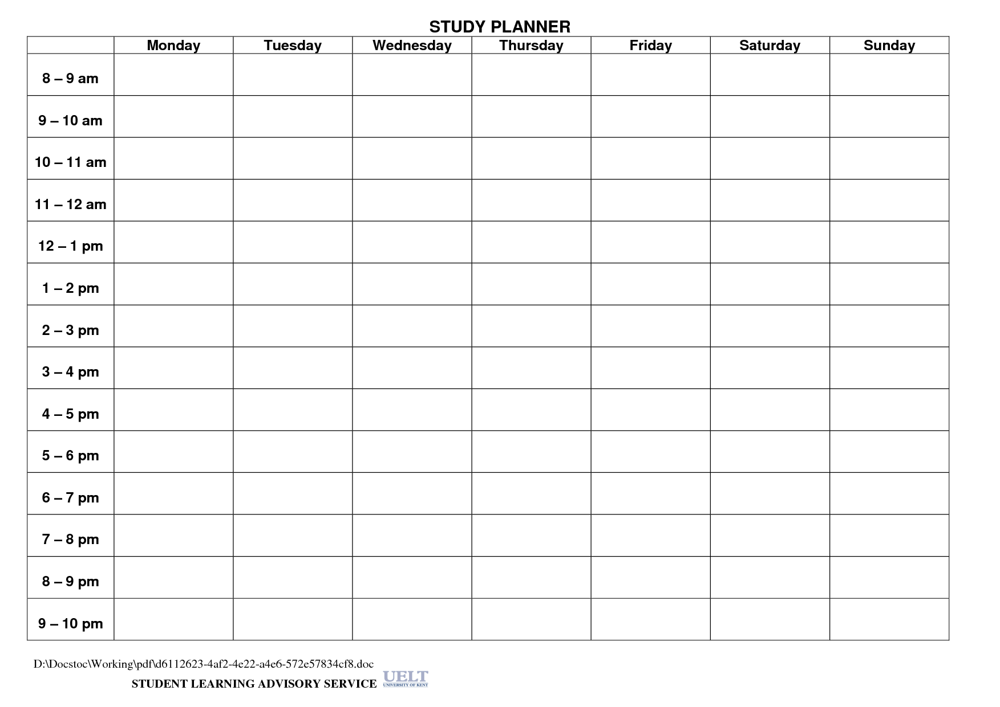 STUDY PLANNER
Monday Tuesday Wednesday Thursday Friday Saturday Sunday
8 – 9 am
9 – 10 am
10 – 11 am
11 – 12 am
12 – 1 pm
1 – 2 pm
2 – 3 pm
3 – 4 pm
4 – 5 pm
5 – 6 pm
6 – 7 pm
7 – 8 pm
8 – 9 pm
9 – 10 pm
D:\Docstoc\Working\pdf\d6112623-4af2-4e22-a4e6-572e57834cf8.doc
STUDENT LEARNING ADVISORY SERVICE UELT
UNIVERSITY OF KENT